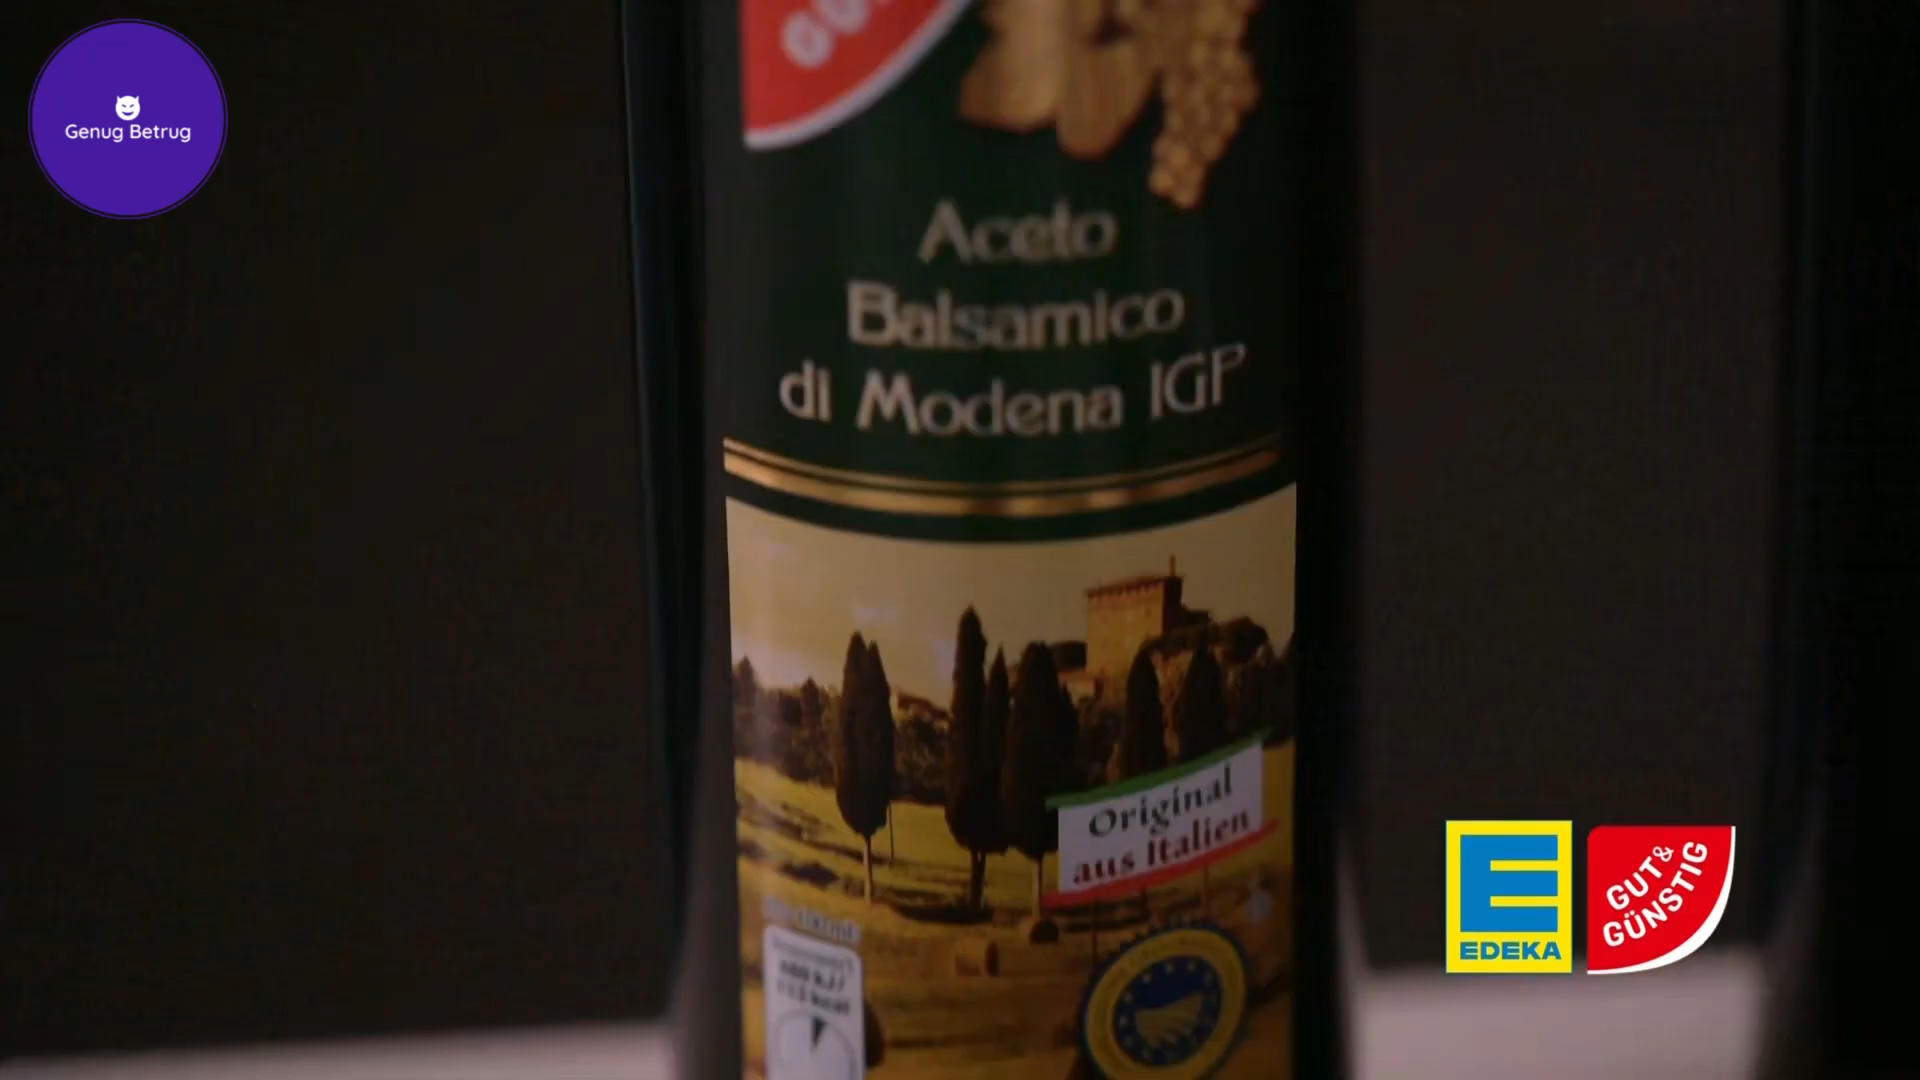 Genug Betrug
Aceto
Balsamico
di Modena IGP
Original
aus Italien
EDEKA
GUT&
GÜNSTIG